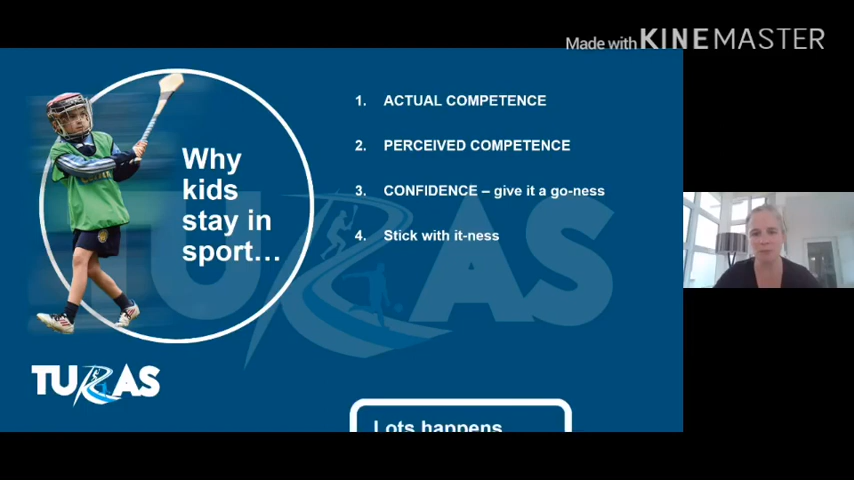 Made with KINEMASTER
Why
kids
stay in
sport...
1. ACTUAL COMPETENCE
2. PERCEIVED COMPETENCE
3. CONFIDENCE – give it a go-ness
4. Stick with it-ness
TURAS
TURAS
Lots happens